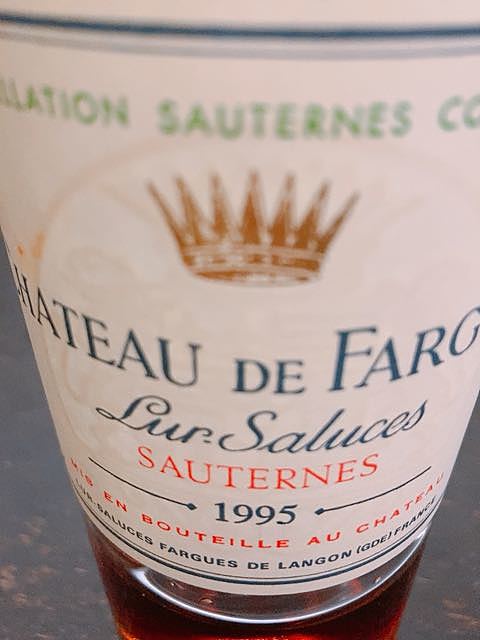 LLATION SAUTERNES CO
CHATEAU DE FARG
Lur-Saluces
SAUTERNES
1995
MIS EN BOUTEILLE AU CHATEAU
LUR-SALUCES FARGUES DE LANGON (GDE) FRANCE